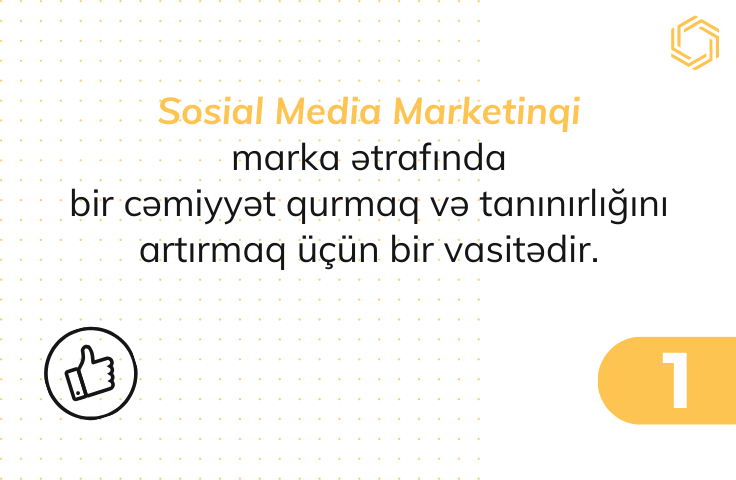 Sosial Media Marketinqi
marka ətrafında
bir cəmiyyət qurmaq və tanınırlığını
artırmaq üçün bir vasitədir.
1